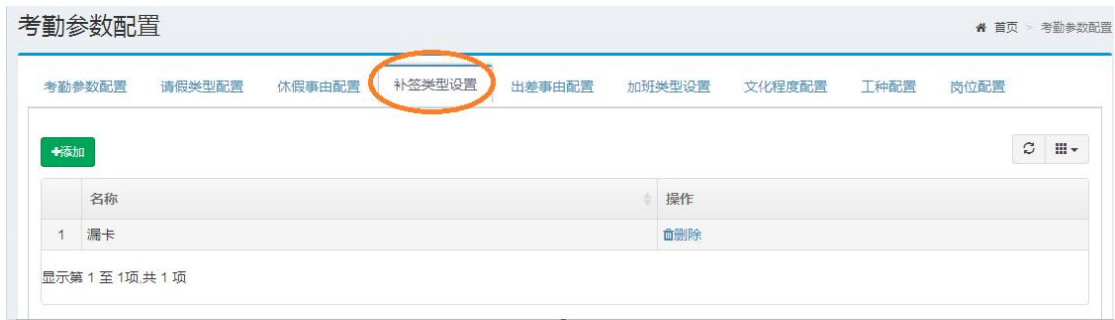 考勤参数配置
首页 > 考勤参数配置
考勤参数配置 请假类型配置 休假事由配置 补签类型设置 出差事由配置 加班类型设置 文化程度配置 工种配置 岗位配置
+添加
名称 操作
1 漏卡 删除
显示第 1 至 1项,共 1 项